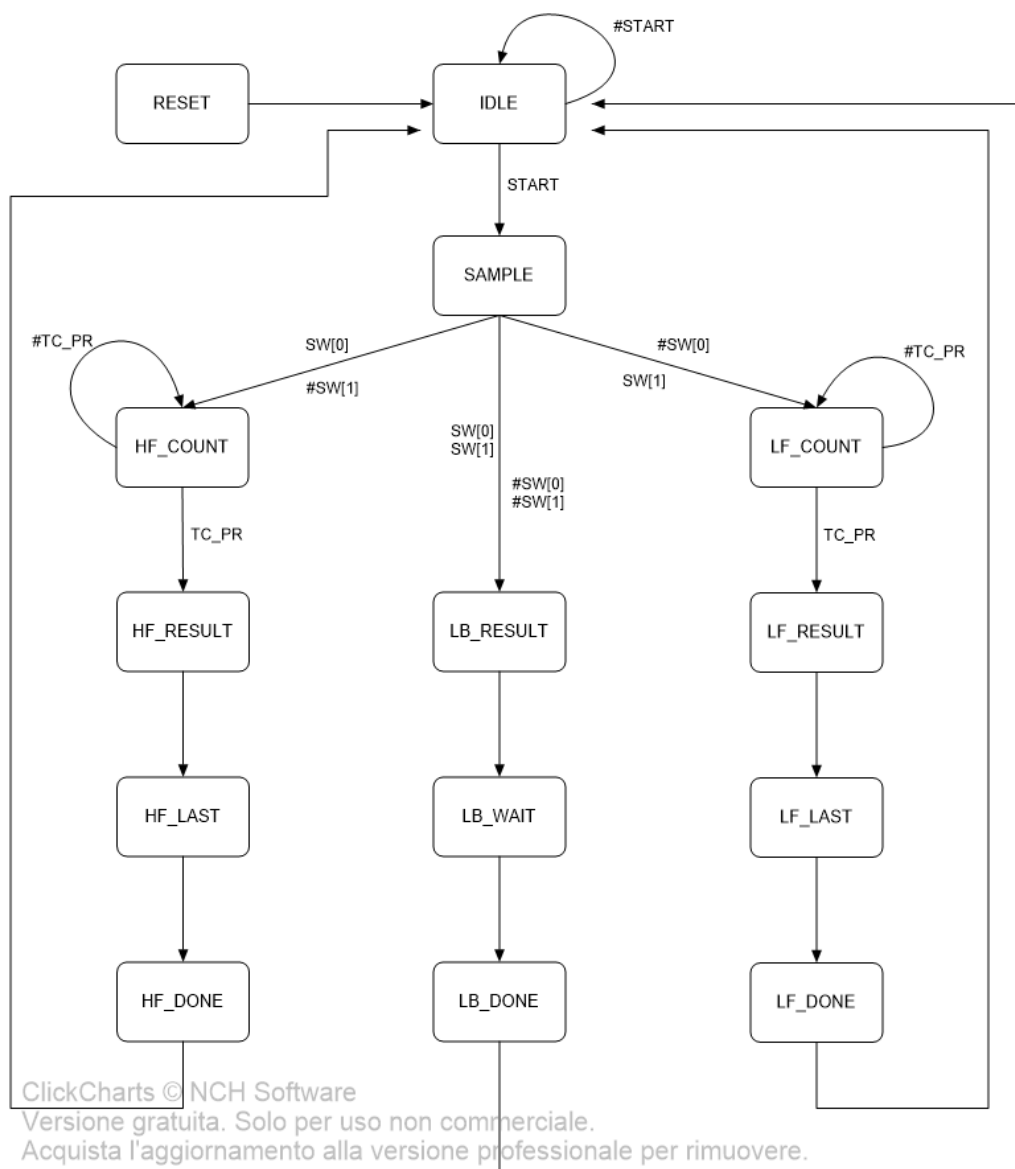 #START
RESET
IDLE
START
SAMPLE
#TC_PR
SW[0]
#SW[0]
#TC_PR
#SW[1]
SW[1]
HF_COUNT
SW[0]
SW[1]
LF_COUNT
#SW[0]
#SW[1]
TC_PR
TC_PR
HF_RESULT
LB_RESULT
LF_RESULT
HF_LAST
LB_WAIT
LF_LAST
HF_DONE
LB_DONE
LF_DONE
ClickCharts © NCH Software
Versione gratuita. Solo per uso non commerciale.
Acquista l'aggiornamento alla versione professionale per rimuovere.